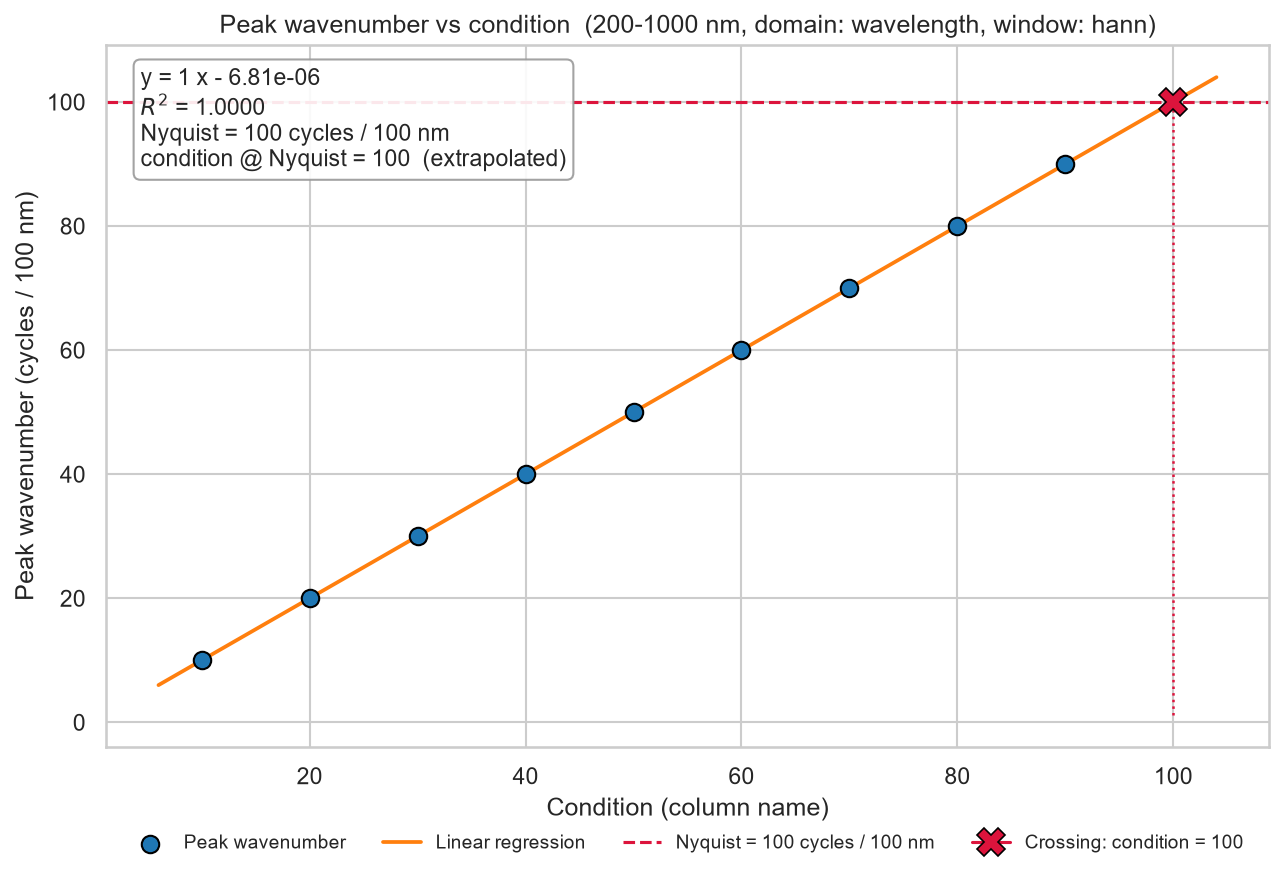 Peak wavenumber vs condition  (200-1000 nm, domain: wavelength, window: hann)
y = 1 x - 6.81e-06
R² = 1.0000
Nyquist = 100 cycles / 100 nm
condition @ Nyquist = 100  (extrapolated)
Peak wavenumber (cycles / 100 nm)
100
80
60
40
20
0
20 40 60 80 100
Condition (column name)
Peak wavenumber Linear regression Nyquist = 100 cycles / 100 nm Crossing: condition = 100